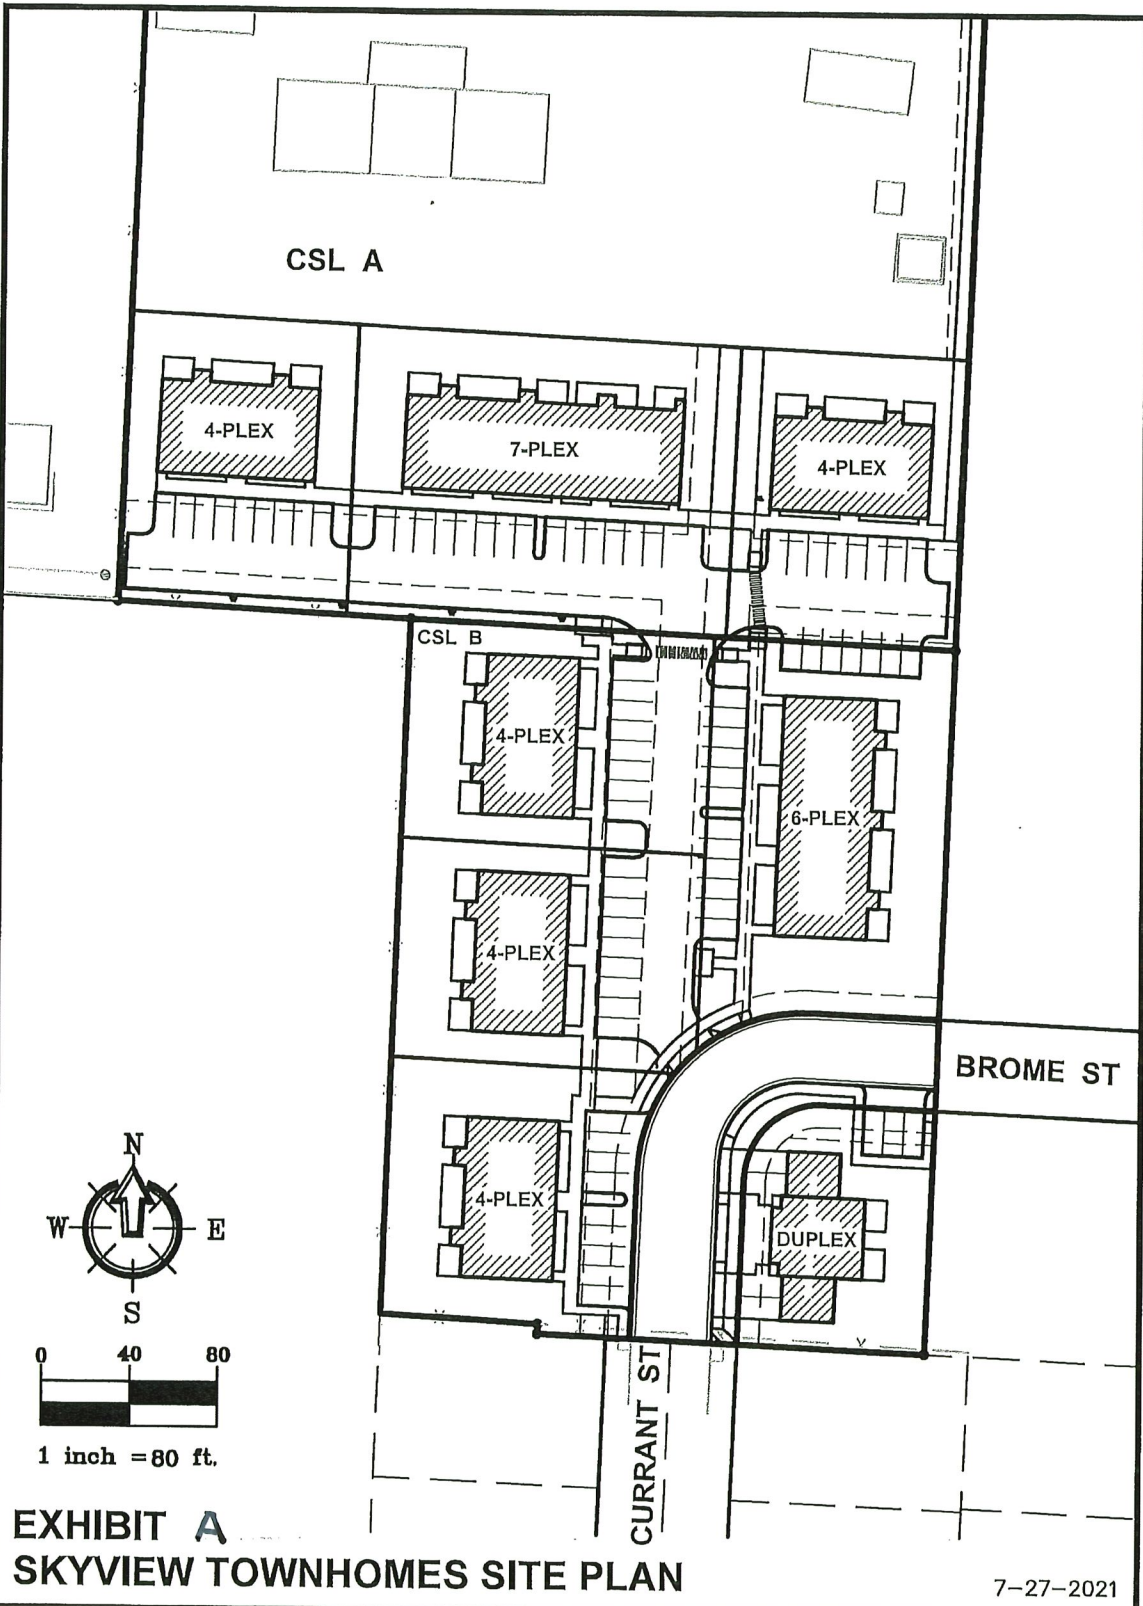 CSL A
4-PLEX
7-PLEX
4-PLEX
CSL B
4-PLEX
6-PLEX
4-PLEX
BROME ST
4-PLEX
DUPLEX
N
W E
S
0 40 80
1 inch = 80 ft.
CURRANT ST
EXHIBIT A
SKYVIEW TOWNHOMES SITE PLAN
7-27-2021